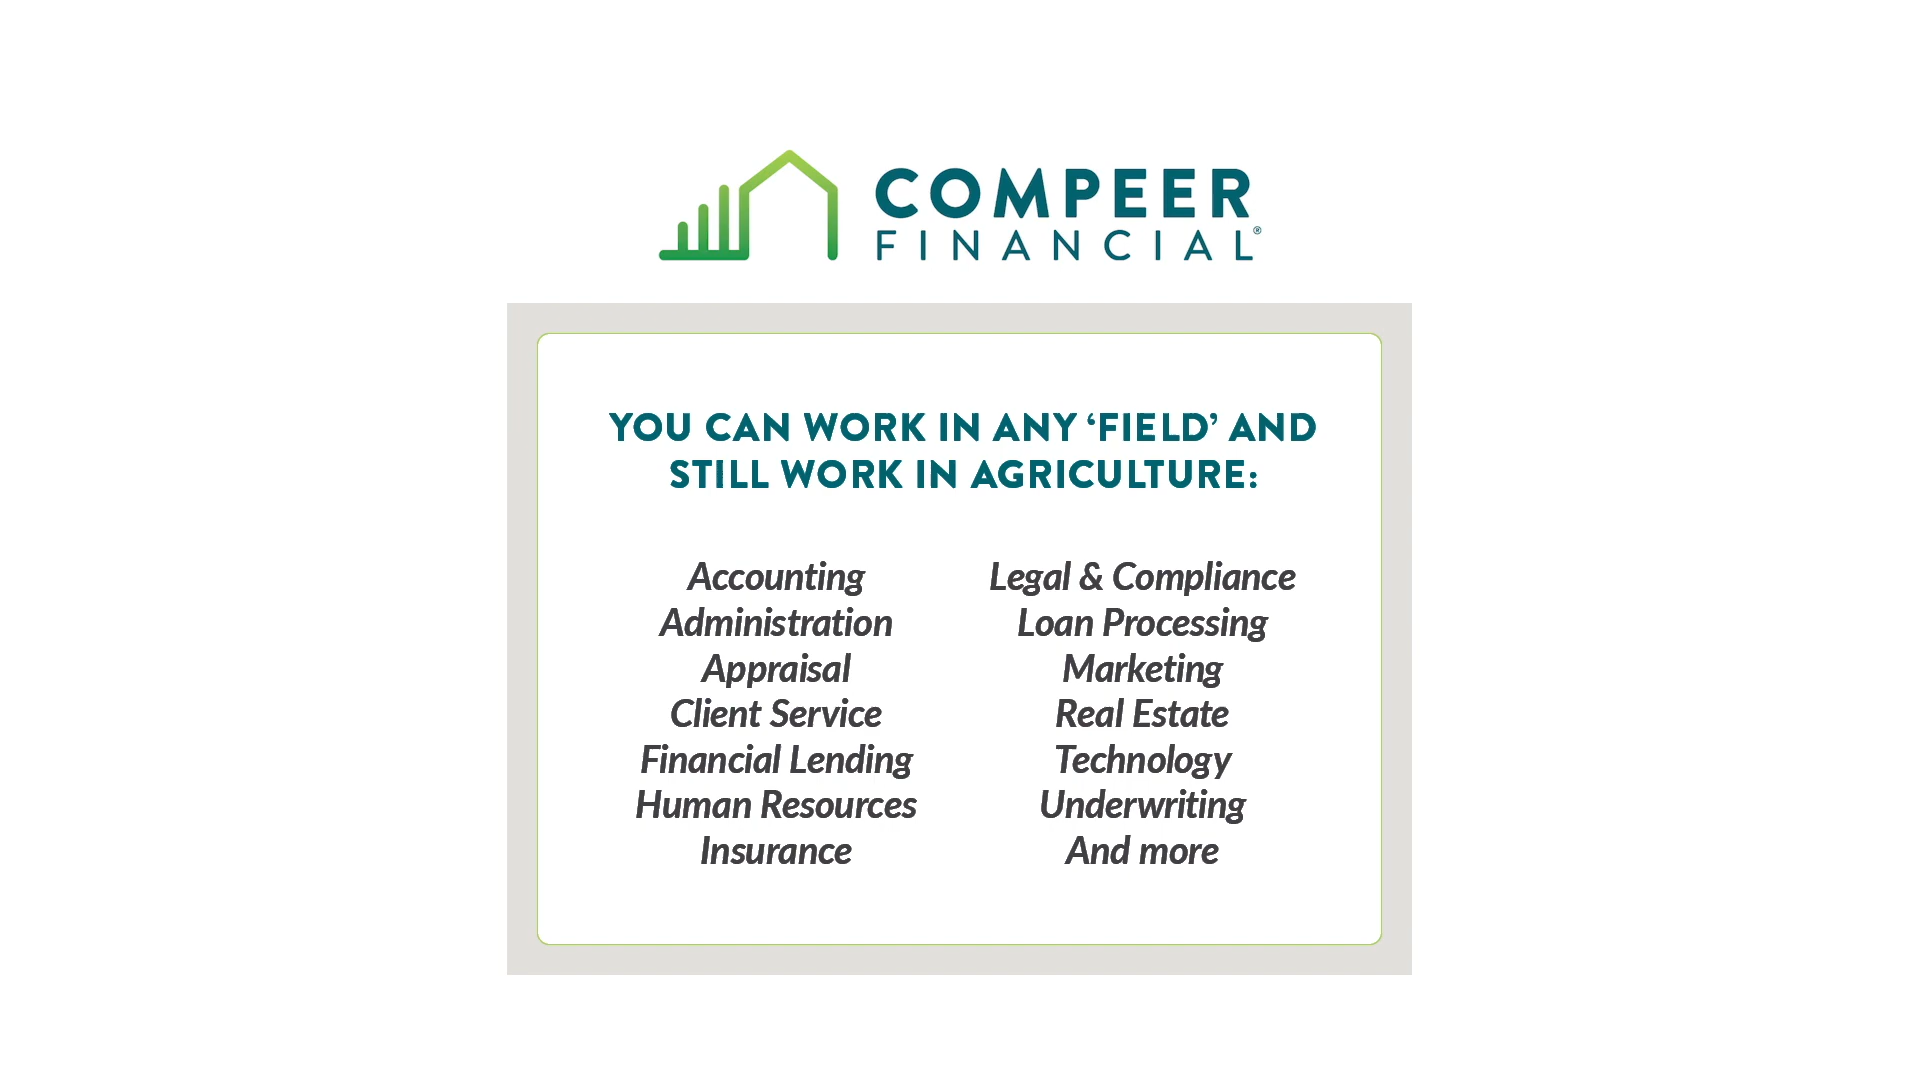 COMPEER
FINANCIAL®
YOU CAN WORK IN ANY ‘FIELD’ AND
STILL WORK IN AGRICULTURE:
Accounting
Administration
Appraisal
Client Service
Financial Lending
Human Resources
Insurance
Legal & Compliance
Loan Processing
Marketing
Real Estate
Technology
Underwriting
And more